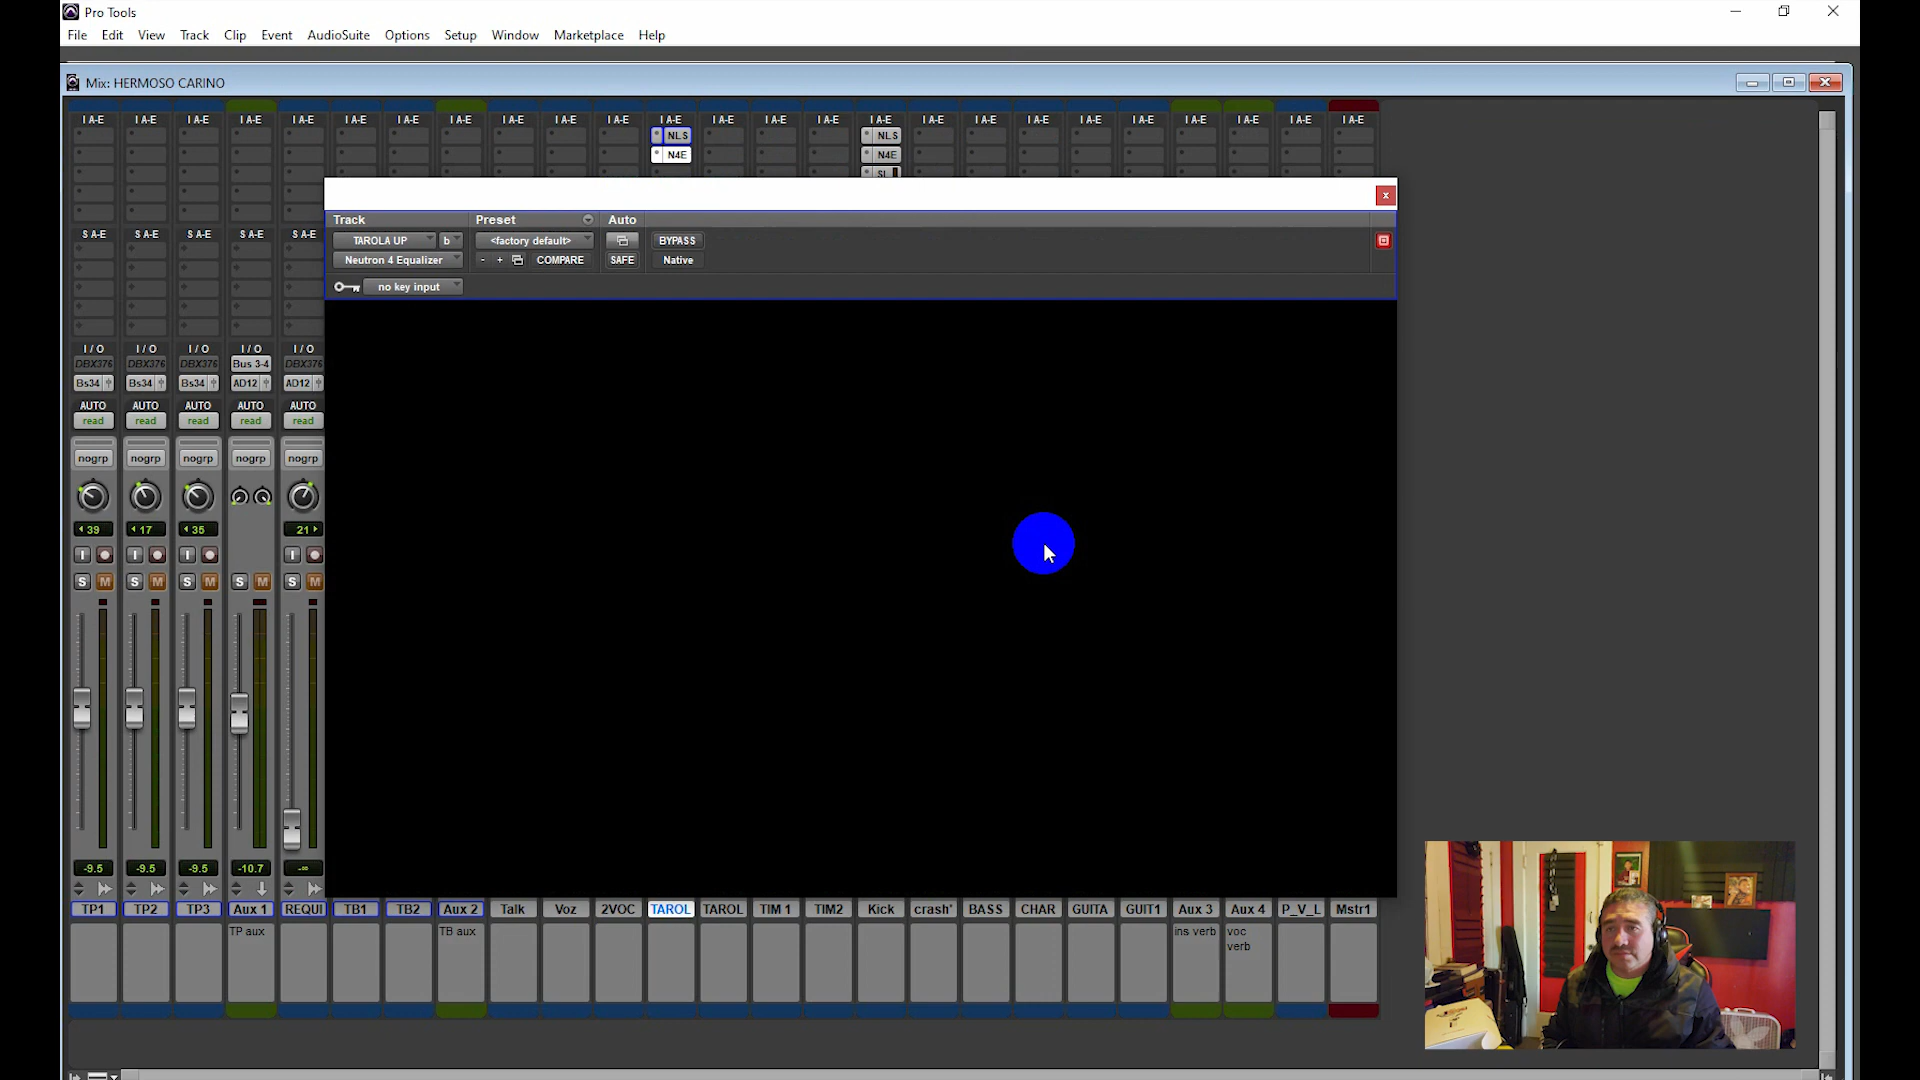 Pro Tools
File Edit View Track Clip Event AudioSuite Options Setup Window Marketplace Help
Mix: HERMOSO CARINO
I A-E I A-E I A-E I A-E I A-E I A-E I A-E I A-E I A-E I A-E I A-E I A-E I A-E I A-E I A-E I A-E I A-E I A-E I A-E I A-E I A-E I A-E I A-E I A-E I A-E
NLS NLS
N4E N4E
Track Preset Auto
TAROLA UP b <factory default> BYPASS
Neutron 4 Equalizer - + COMPARE SAFE Native
no key input
S A-E S A-E S A-E S A-E S A-E
I / O I / O I / O I / O I / O
DBX376 DBX376 DBX376 Bus 3-4 DBX376
Bs34 Bs34 Bs34 AD12 AD12
AUTO AUTO AUTO AUTO AUTO
read read read read read
nogrp nogrp nogrp nogrp nogrp
39 17 35 21
I I I I
S M S M S M S M S M
-9.5 -9.5 -9.5 -10.7 -∞
TP1 TP2 TP3 Aux 1 REQUI TB1 TB2 Aux 2 Talk Voz 2VOC TAROL TAROL TIM 1 TIM2 Kick crash' BASS CHAR GUITA GUIT1 Aux 3 Aux 4 P_V_L Mstr1
TP aux TB aux ins verb voc
verb